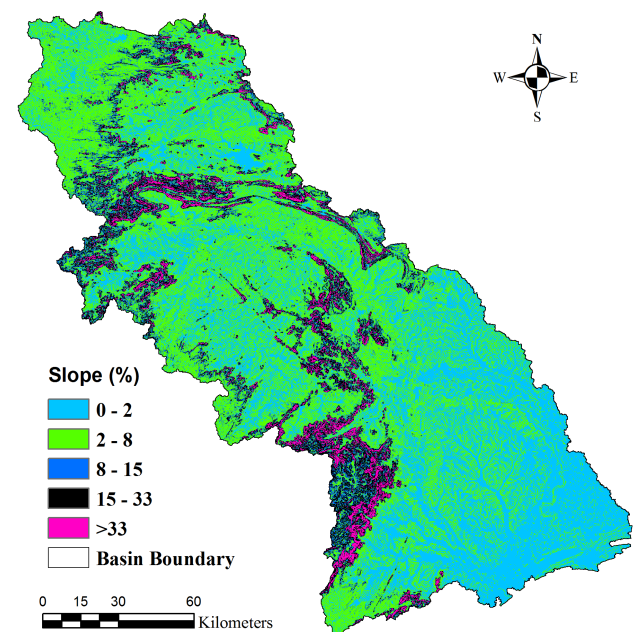 N
W E
S
Slope (%)
0 - 2
2 - 8
8 - 15
15 - 33
>33
Basin Boundary
0 15 30 60
Kilometers